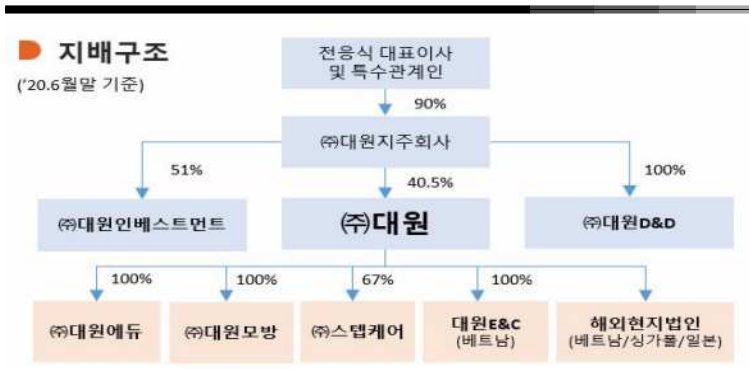 지배구조
('20.6월말 기준)
전응식 대표이사
및 특수관계인
90%
㈜대원지주회사
51%
40.5%
100%
㈜대원인베스트먼트
㈜대원
㈜대원D&D
100%
100%
67%
100%
㈜대원에듀
㈜대원모방
㈜스텝케어
대원E&C
(베트남)
해외현지법인
(베트남/싱가폴/일본)